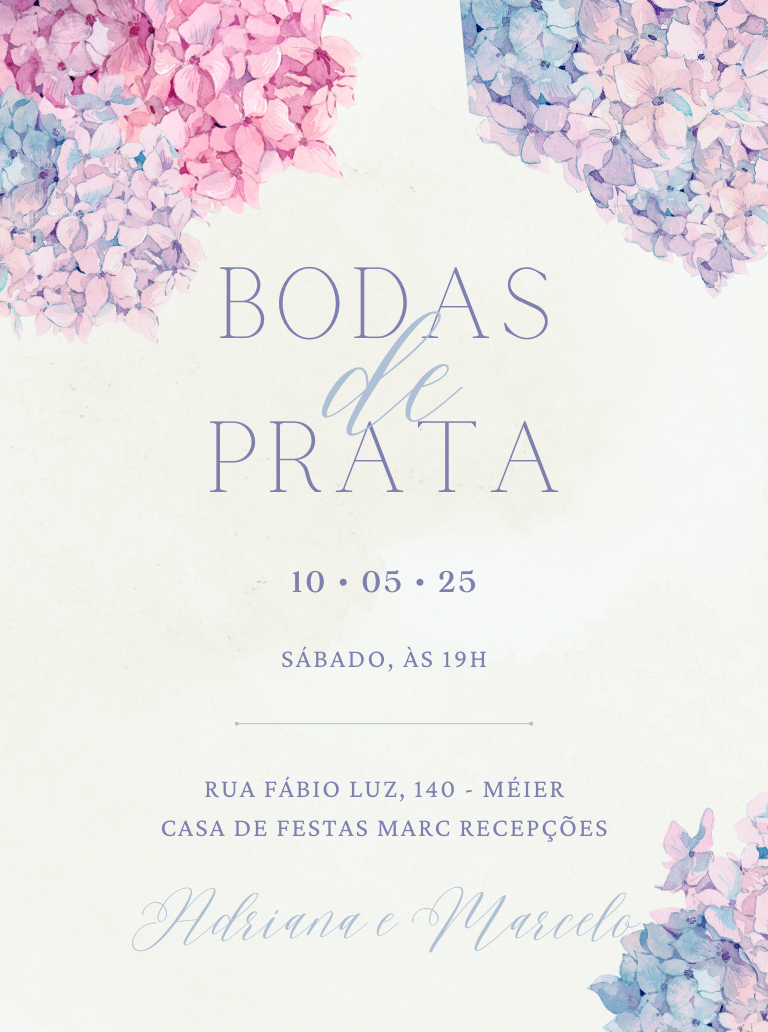 BODAS
de
PRATA
10 • 05 • 25
SÁBADO, ÀS 19H
RUA FÁBIO LUZ, 140 - MÉIER
CASA DE FESTAS MARC RECEPÇÕES
Adriana e Marcelo